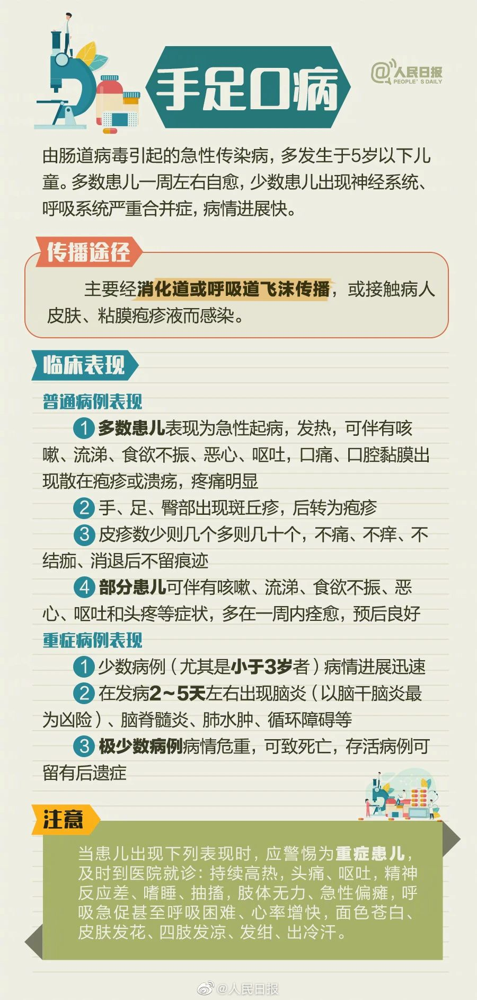 手足口病
@人民日报
PEOPLE'S DAILY
由肠道病毒引起的急性传染病，多发生于5岁以下儿
童。多数患儿一周左右自愈，少数患儿出现神经系统、
呼吸系统严重合并症，病情进展快。
传播途径
主要经消化道或呼吸道飞沫传播，或接触病人
皮肤、粘膜疱疹液而感染。
临床表现
普通病例表现
1 多数患儿表现为急性起病，发热，可伴有咳
嗽、流涕、食欲不振、恶心、呕吐，口痛、口腔黏膜出
现散在疱疹或溃疡，疼痛明显
2 手、足、臀部出现斑丘疹，后转为疱疹
3 皮疹数少则几个多则几十个，不痛、不痒、不
结痂、消退后不留痕迹
4 部分患儿可伴有咳嗽、流涕、食欲不振、恶
心、呕吐和头疼等症状，多在一周内痊愈，预后良好
重症病例表现
1 少数病例（尤其是小于3岁者）病情进展迅速
2 在发病2~5天左右出现脑炎（以脑干脑炎最
为凶险）、脑脊髓炎、肺水肿、循环障碍等
3 极少数病例病情危重，可致死亡，存活病例可
留有后遗症
注意
当患儿出现下列表现时，应警惕为重症患儿，
及时到医院就诊：持续高热，头痛、呕吐，精神
反应差、嗜睡、抽搐，肢体无力、急性偏瘫，呼
吸急促甚至呼吸困难、心率增快，面色苍白、
皮肤发花、四肢发凉、发绀、出冷汗。
@人民日报